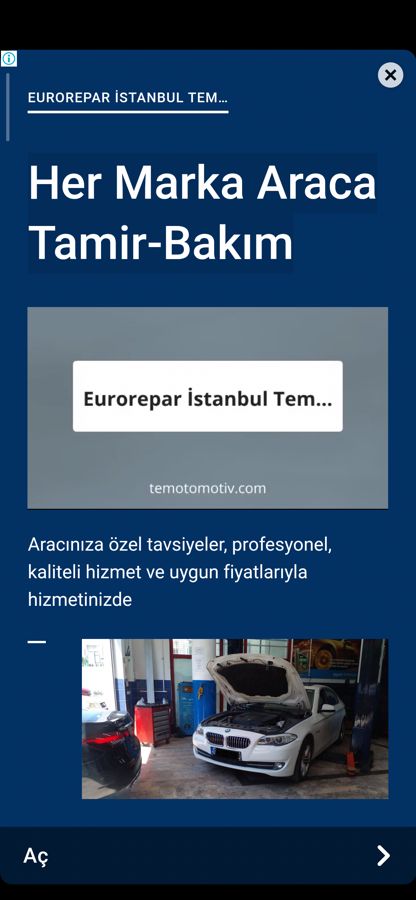 EUROREPAR İSTANBUL TEM...
Her Marka Araca
Tamir-Bakım
Eurorepar İstanbul Tem...
temotomotiv.com
Aracınıza özel tavsiyeler, profesyonel,
kaliteli hizmet ve uygun fiyatlarıyla
hizmetinizde
Aç